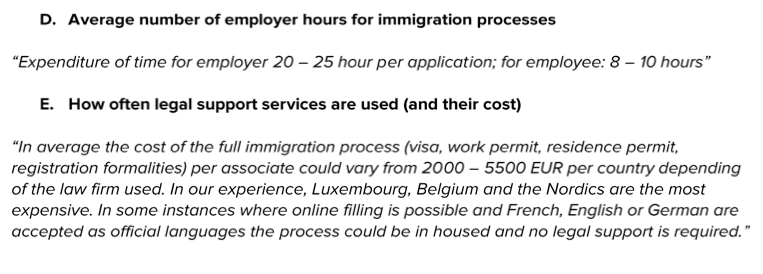 D. Average number of employer hours for immigration processes
“Expenditure of time for employer 20 – 25 hour per application; for employee: 8 – 10 hours”
E. How often legal support services are used (and their cost)
“In average the cost of the full immigration process (visa, work permit, residence permit,
registration formalities) per associate could vary from 2000 – 5500 EUR per country depending
of the law firm used. In our experience, Luxembourg, Belgium and the Nordics are the most
expensive. In some instances where online filling is possible and French, English or German are
accepted as official languages the process could be in housed and no legal support is required.”